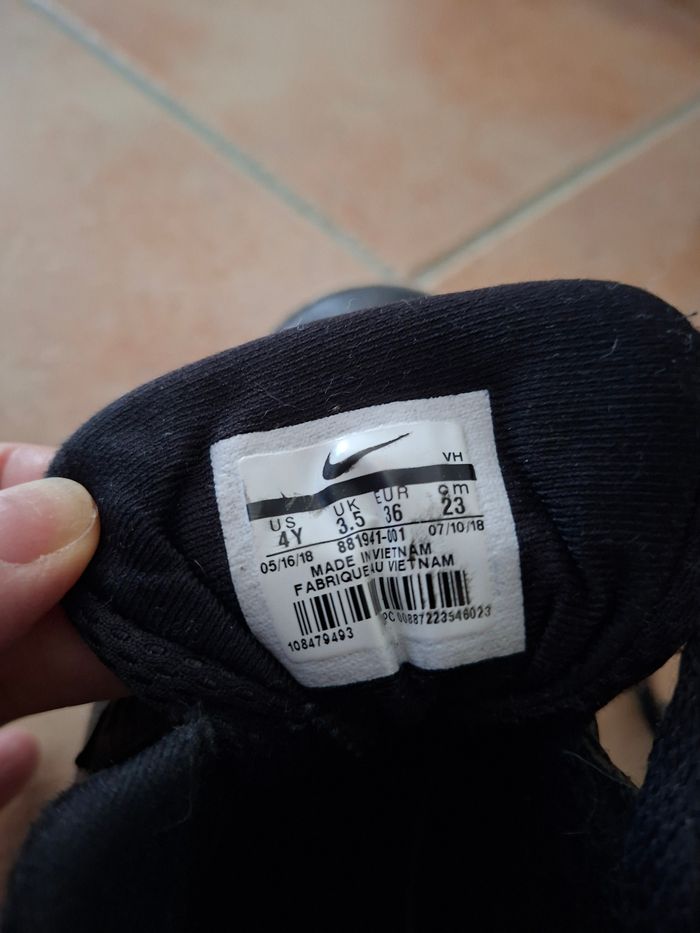 VH
US UK EUR cm
4Y 3.5 36 23
05/16/18 07/10/18
881941-001
MADE IN VIETNAM
FABRIQUE AU VIETNAM
108479493 00887223546023